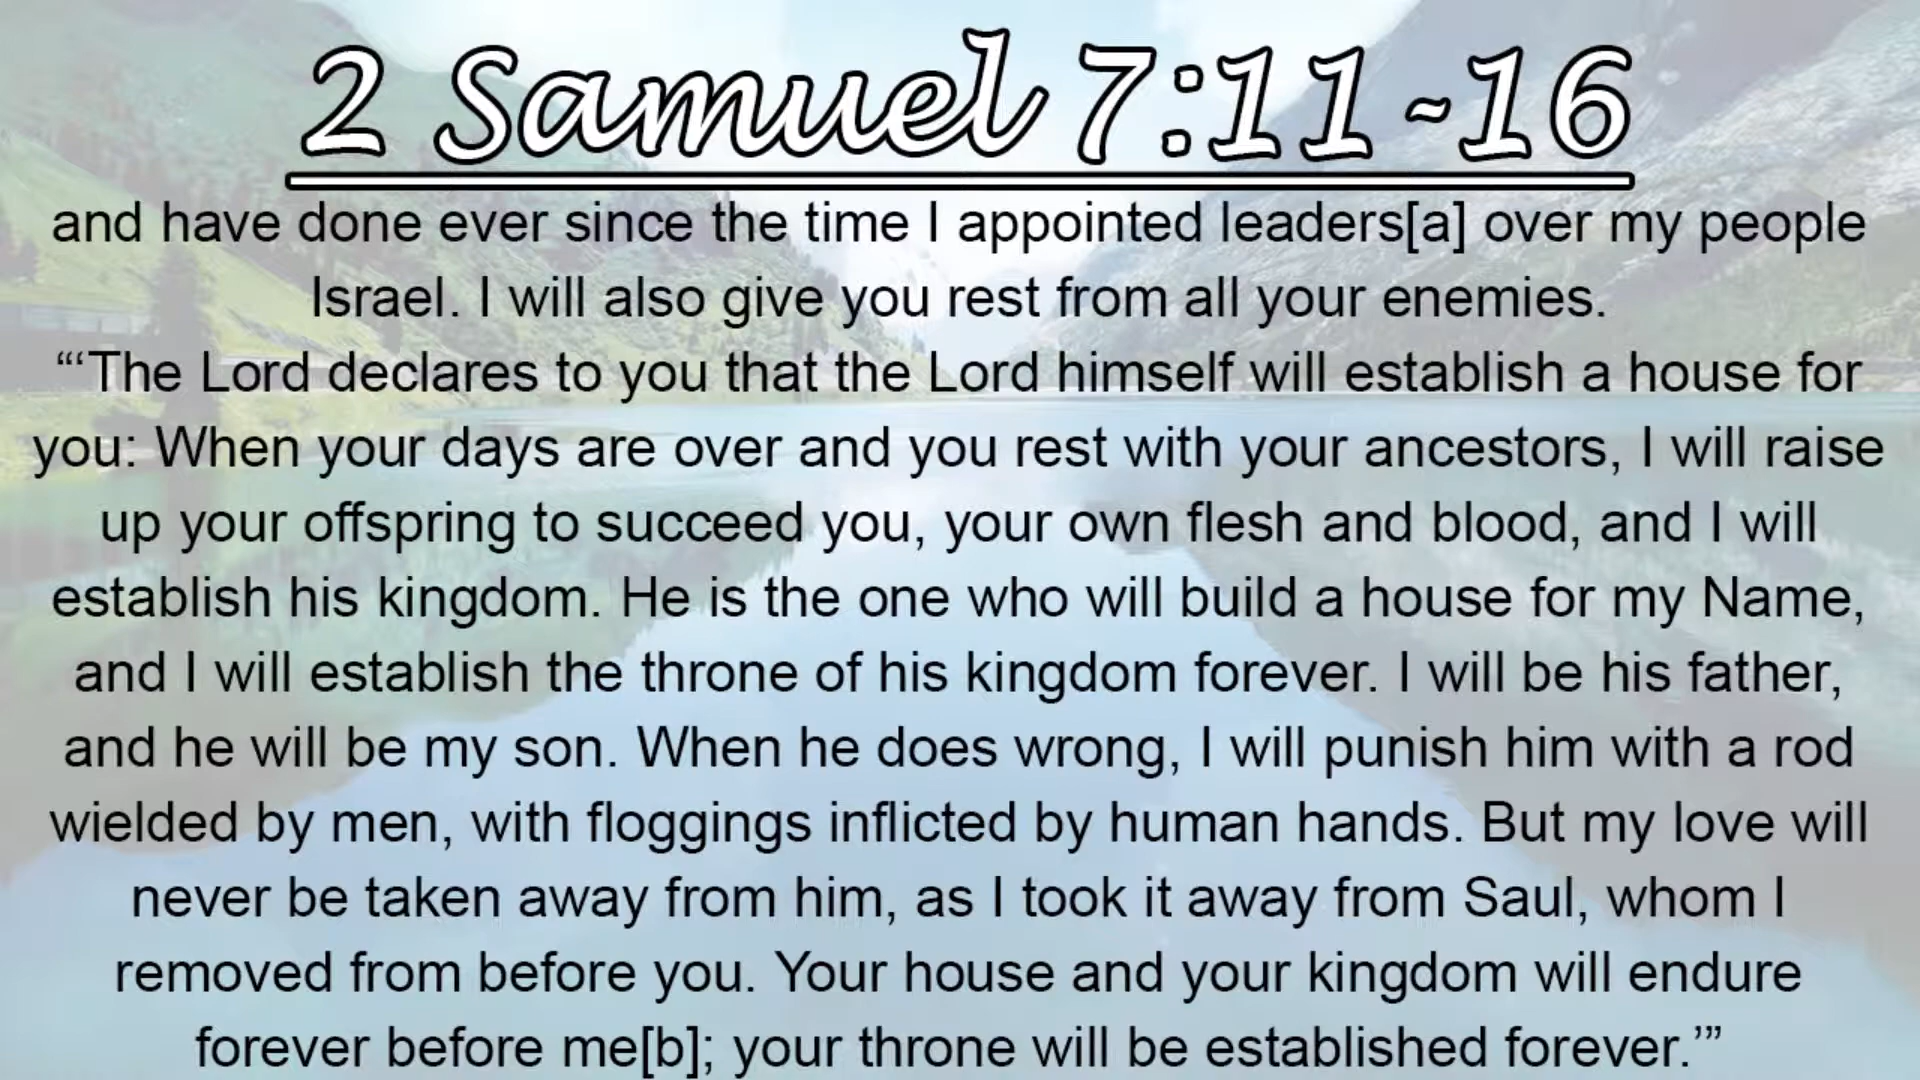 2 Samuel 7:11-16
and have done ever since the time I appointed leaders[a] over my people
Israel. I will also give you rest from all your enemies.
“‘The Lord declares to you that the Lord himself will establish a house for
you: When your days are over and you rest with your ancestors, I will raise
up your offspring to succeed you, your own flesh and blood, and I will
establish his kingdom. He is the one who will build a house for my Name,
and I will establish the throne of his kingdom forever. I will be his father,
and he will be my son. When he does wrong, I will punish him with a rod
wielded by men, with floggings inflicted by human hands. But my love will
never be taken away from him, as I took it away from Saul, whom I
removed from before you. Your house and your kingdom will endure
forever before me[b]; your throne will be established forever.’”